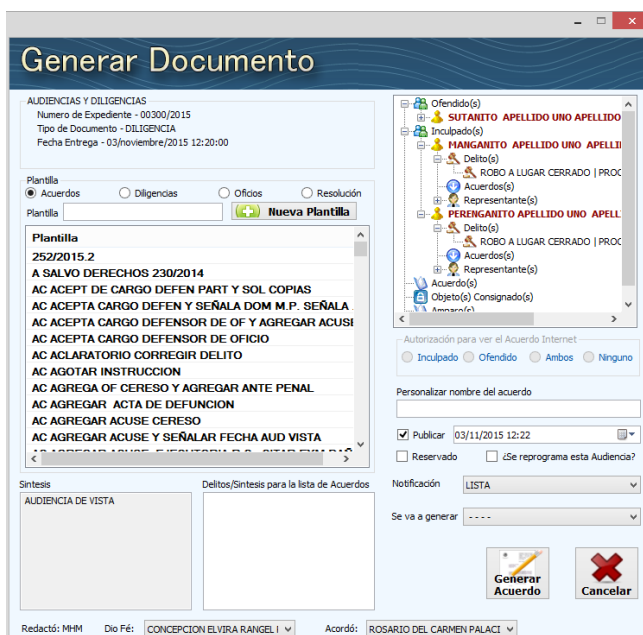 Generar Documento
AUDIENCIAS Y DILIGENCIAS
Numero de Expediente - 00300/2015
Tipo de Documento - DILIGENCIA
Fecha Entrega - 03/noviembre/2015 12:20:00
Plantilla
Acuerdos Diligencias Oficios Resolución
Plantilla Nueva Plantilla
Plantilla
252/2015.2
A SALVO DERECHOS 230/2014
AC ACEPT DE CARGO DEFEN PART Y SOL COPIAS
AC ACEPTA CARGO DEFEN Y SEÑALA DOM M.P. SEÑALA
AC ACEPTA CARGO DEFENSOR DE OF Y AGREGAR ACUSE
AC ACEPTA CARGO DEFENSOR DE OFICIO
AC ACLARATORIO CORREGIR DELITO
AC AGOTAR INSTRUCCION
AC AGREGA OF CERESO Y AGREGAR ANTE PENAL
AC AGREGAR ACTA DE DEFUNCION
AC AGREGAR ACUSE CERESO
AC AGREGAR ACUSE Y SEÑALAR FECHA AUD VISTA
Sintesis
AUDIENCIA DE VISTA
Delitos/Sintesis para la lista de Acuerdos
Ofendido(s)
SUTANITO APELLIDO UNO APELLIDO
Inculpado(s)
MANGANITO APELLIDO UNO APELLI
Delito(s)
ROBO A LUGAR CERRADO | PROC
Acuerdos(s)
Representante(s)
PERENGANITO APELLIDO UNO APELL
Delito(s)
ROBO A LUGAR CERRADO | PROC
Acuerdos(s)
Representante(s)
Acuerdo(s)
Objeto(s) Consignado(s)
Amparo(s)
Autorización para ver el Acuerdo Internet
Inculpado Ofendido Ambos Ninguno
Personalizar nombre del acuerdo
Publicar 03/11/2015 12:22
Reservado ¿Se reprograma esta Audiencia?
Notificación LISTA
Se va a generar - - - -
Generar
Acuerdo
Cancelar
Redactó: MHM Dio Fé: CONCEPCION ELVIRA RANGEL Acordó: ROSARIO DEL CARMEN PALACI